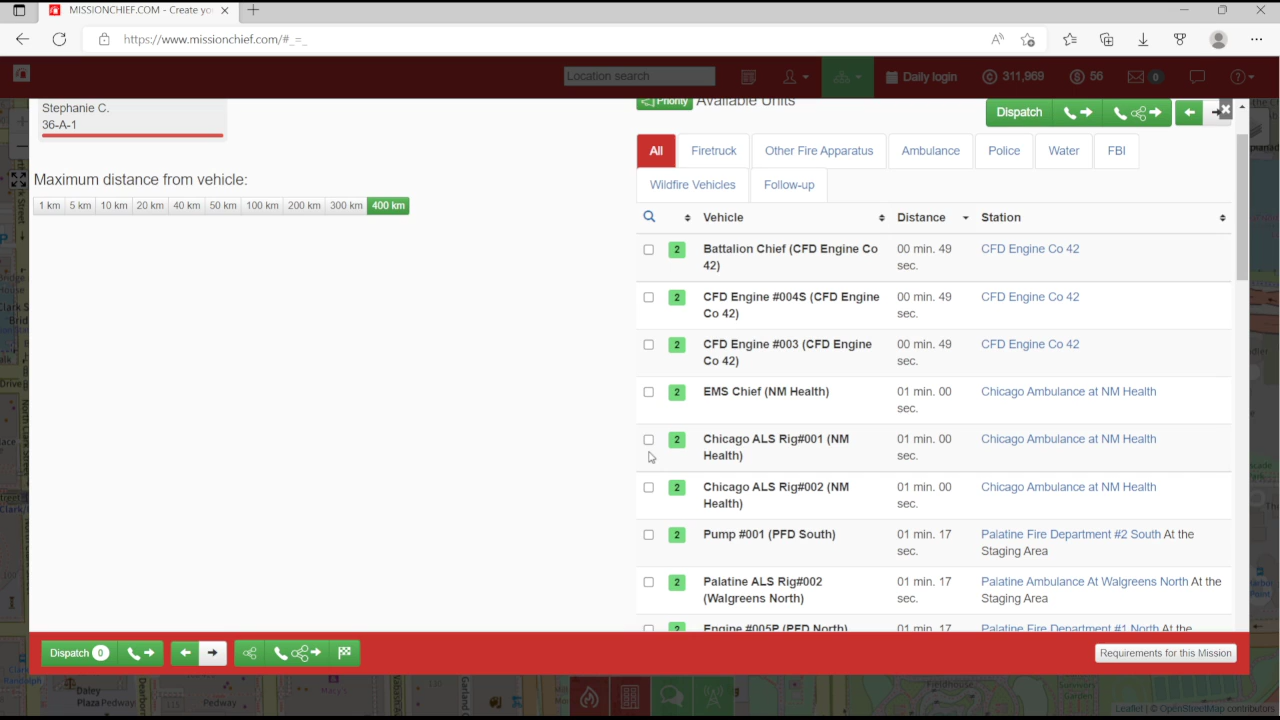 MISSIONCHIEF.COM - Create yo
https://www.missionchief.com/#_=_
Location search
Daily login
311,969
56
0
Stephanie C.
36-A-1
Maximum distance from vehicle:
1 km 5 km 10 km 20 km 40 km 50 km 100 km 200 km 300 km 400 km
Priority Available Units
Dispatch
All Firetruck Other Fire Apparatus Ambulance Police Water FBI
Wildfire Vehicles Follow-up
Vehicle Distance Station
2 Battalion Chief (CFD Engine Co 00 min. 49 CFD Engine Co 42
42) sec.
2 CFD Engine #004S (CFD Engine 00 min. 49 CFD Engine Co 42
Co 42) sec.
2 CFD Engine #003 (CFD Engine 00 min. 49 CFD Engine Co 42
Co 42) sec.
2 EMS Chief (NM Health) 01 min. 00 Chicago Ambulance at NM Health
sec.
2 Chicago ALS Rig#001 (NM 01 min. 00 Chicago Ambulance at NM Health
Health) sec.
2 Chicago ALS Rig#002 (NM 01 min. 00 Chicago Ambulance at NM Health
Health) sec.
2 Pump #001 (PFD South) 01 min. 17 Palatine Fire Department #2 South At the
sec. Staging Area
2 Palatine ALS Rig#002 01 min. 17 Palatine Ambulance At Walgreens North At the
(Walgreens North) sec. Staging Area
2 Engine #005P (PFD North) 01 min. 17 Palatine Fire Department #1 North At the
Dispatch 0
Requirements for this Mission
Daley
Plaza Pedway
Pedway
Leaflet | © OpenStreetMap contributors